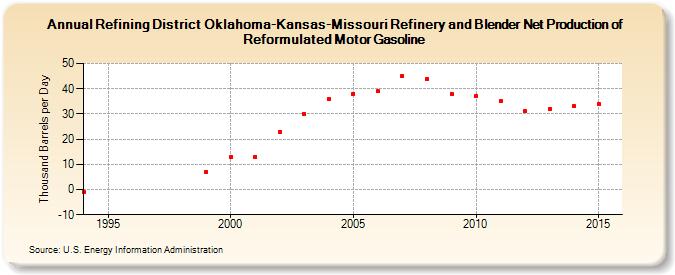 Annual Refining District Oklahoma-Kansas-Missouri Refinery and Blender Net Production of
Reformulated Motor Gasoline
Thousand Barrels per Day
50
40
30
20
10
0
-10
1995 2000 2005 2010 2015
Source: U.S. Energy Information Administration